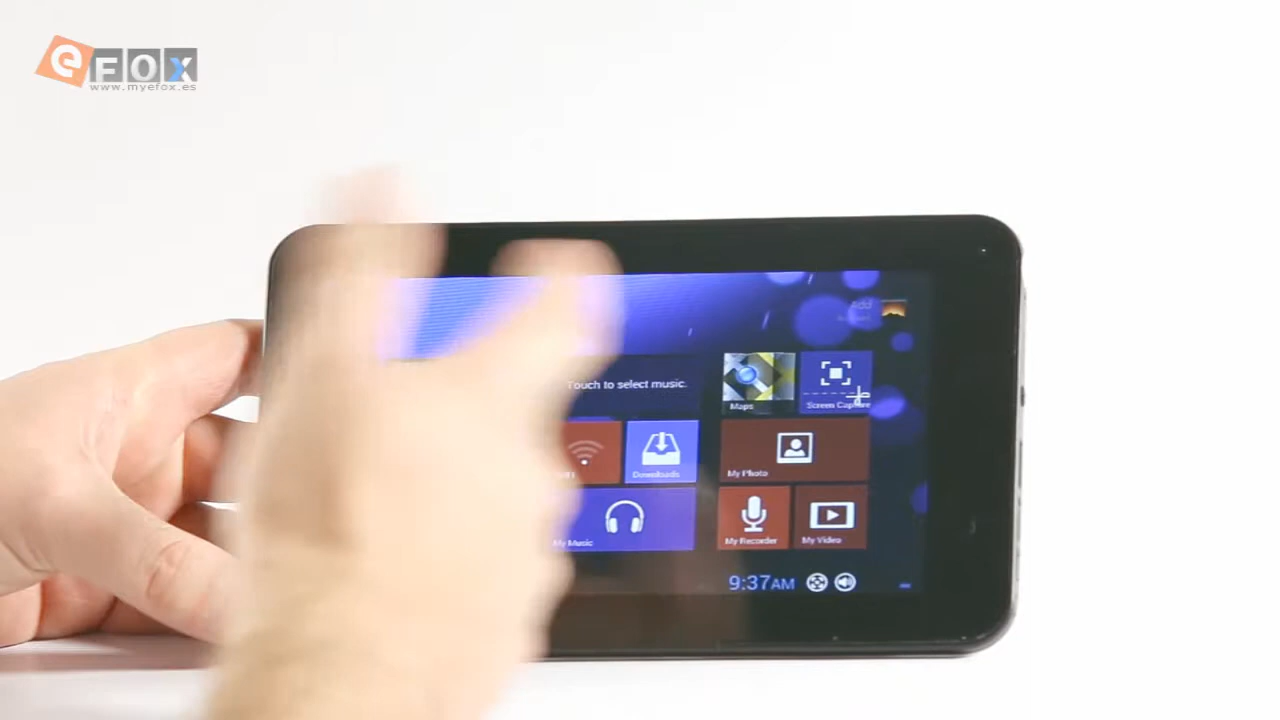 eFOX
www.myefox.es
Add
Touch to select music.
Maps
Screen Capture
Downloads
My Photo
My Music
My Recorder
My Video
9:37AM